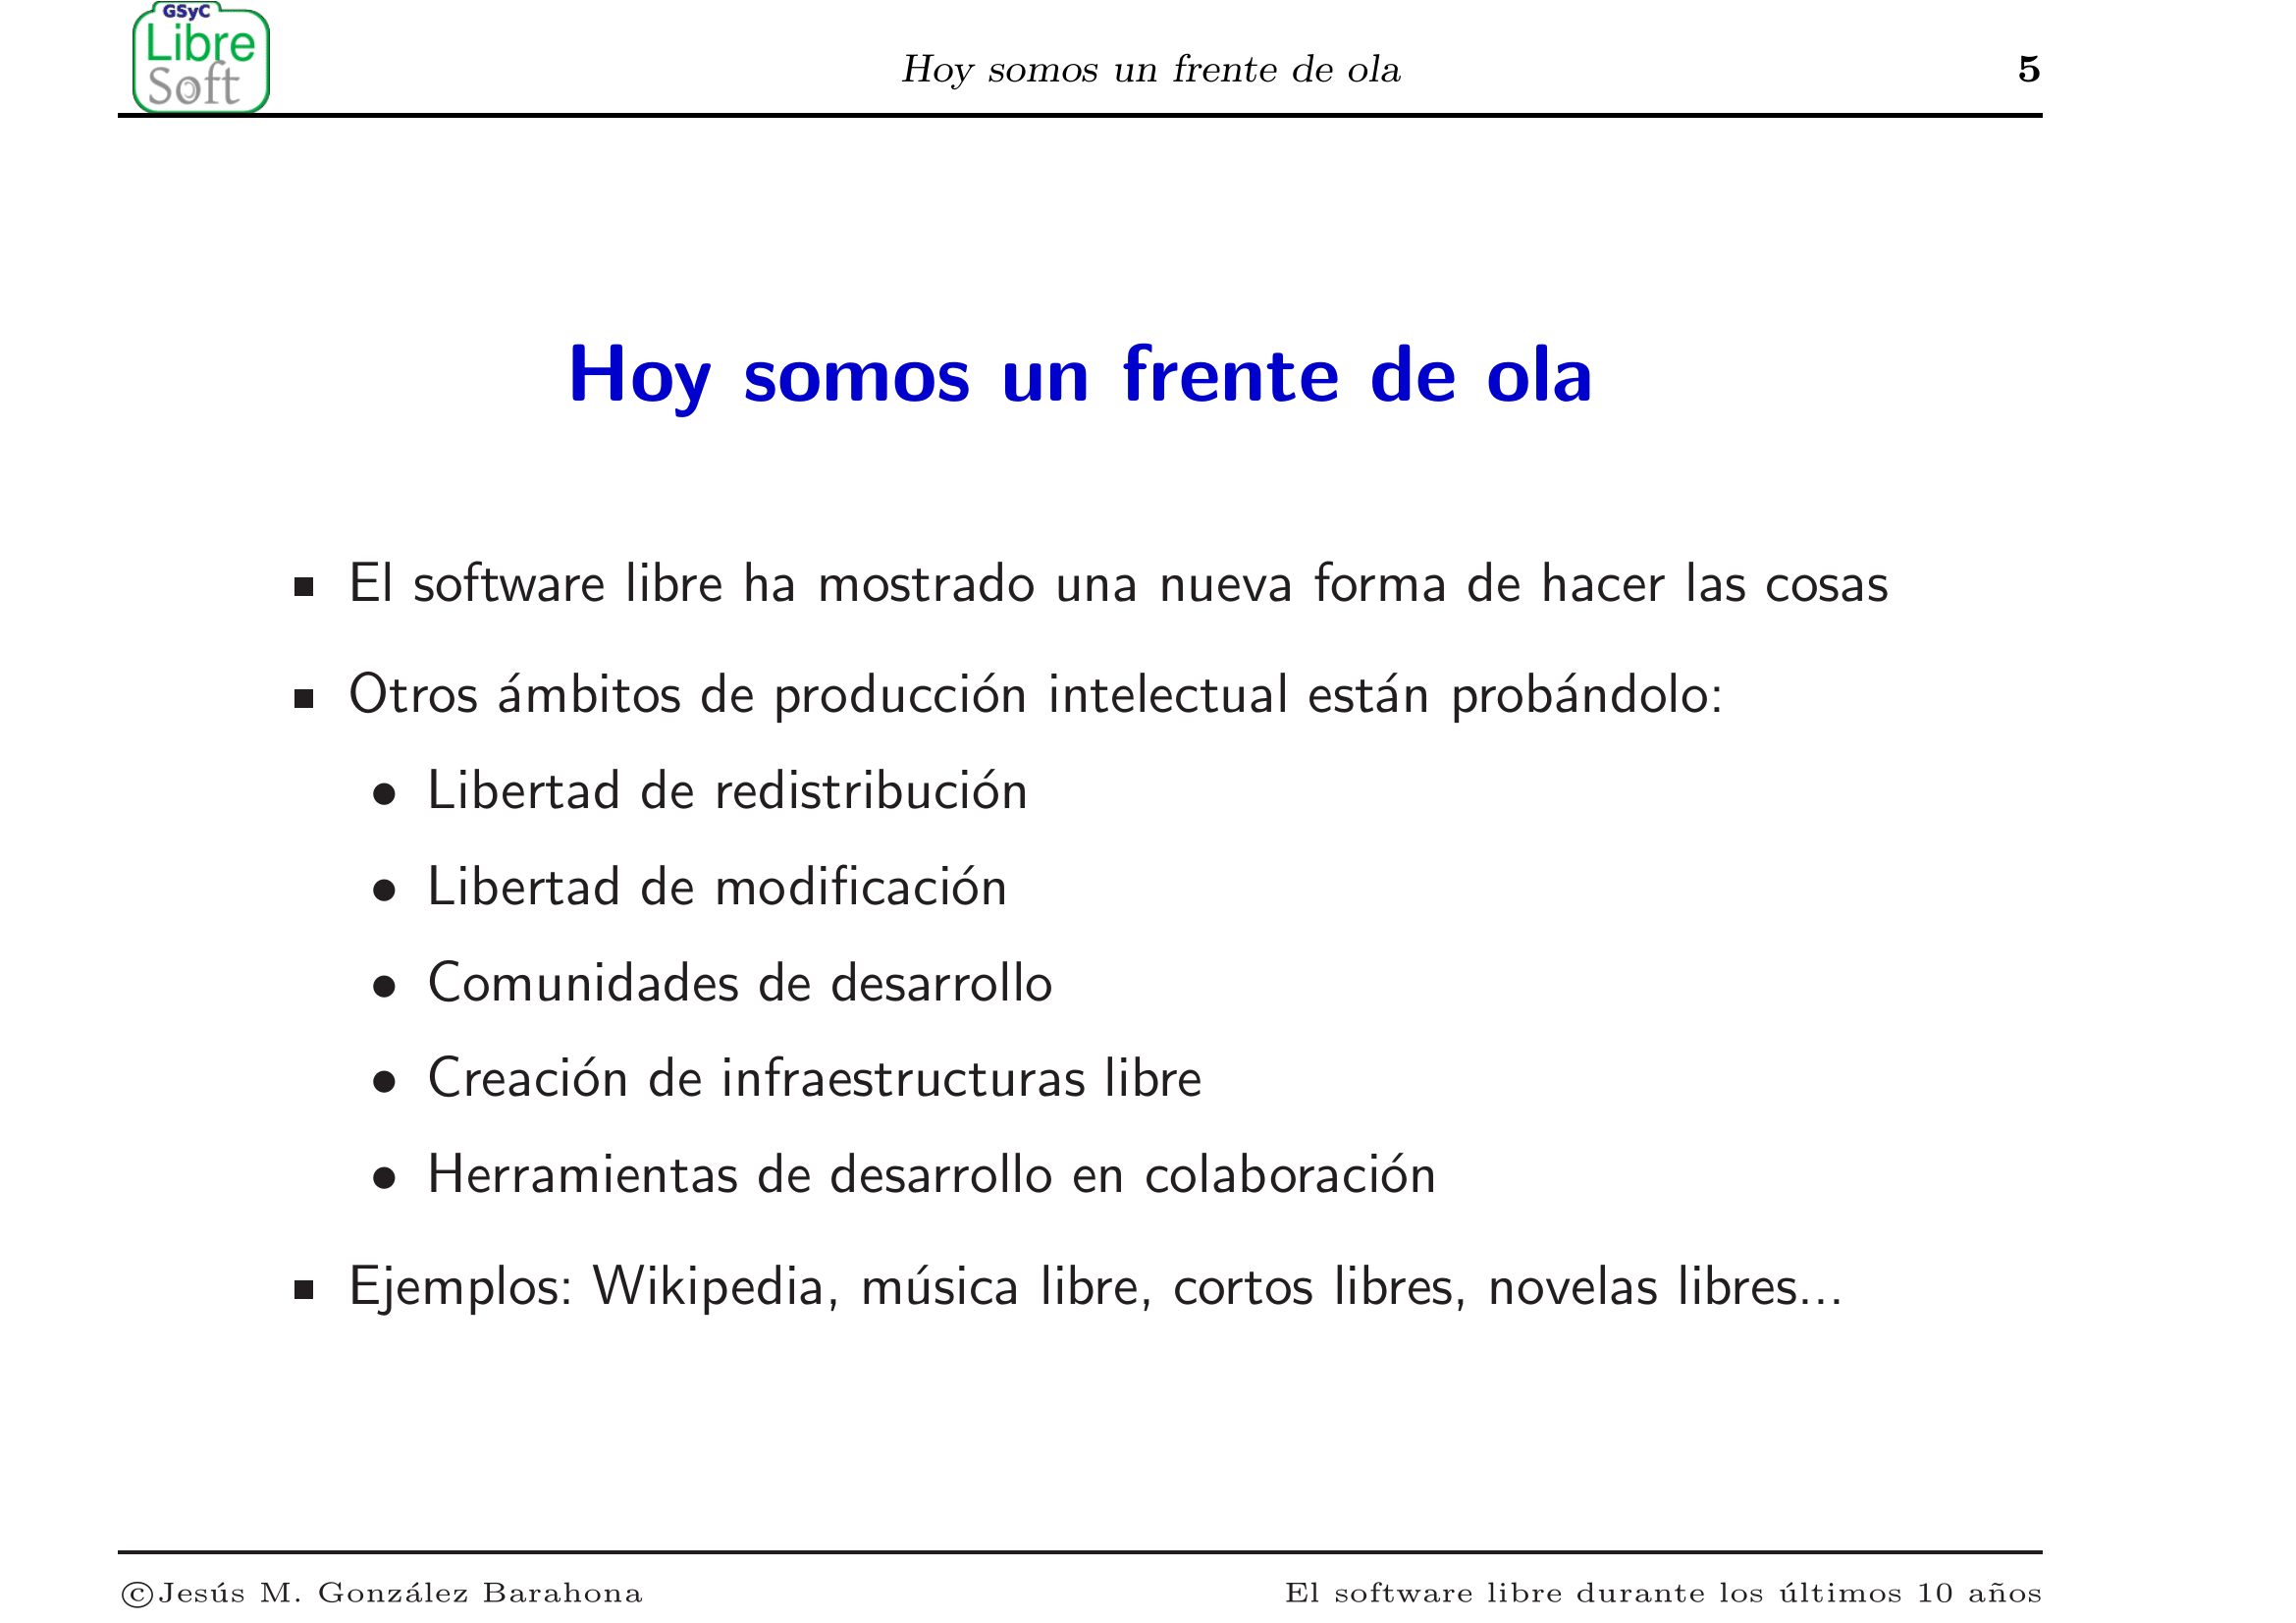 GSyC
Libre
Soft
Hoy somos un frente de ola
5
Hoy somos un frente de ola
El software libre ha mostrado una nueva forma de hacer las cosas
Otros ámbitos de producción intelectual están probándolo:
Libertad de redistribución
Libertad de modificación
Comunidades de desarrollo
Creación de infraestructuras libre
Herramientas de desarrollo en colaboración
Ejemplos: Wikipedia, música libre, cortos libres, novelas libres...
©Jesús M. González Barahona
El software libre durante los últimos 10 años